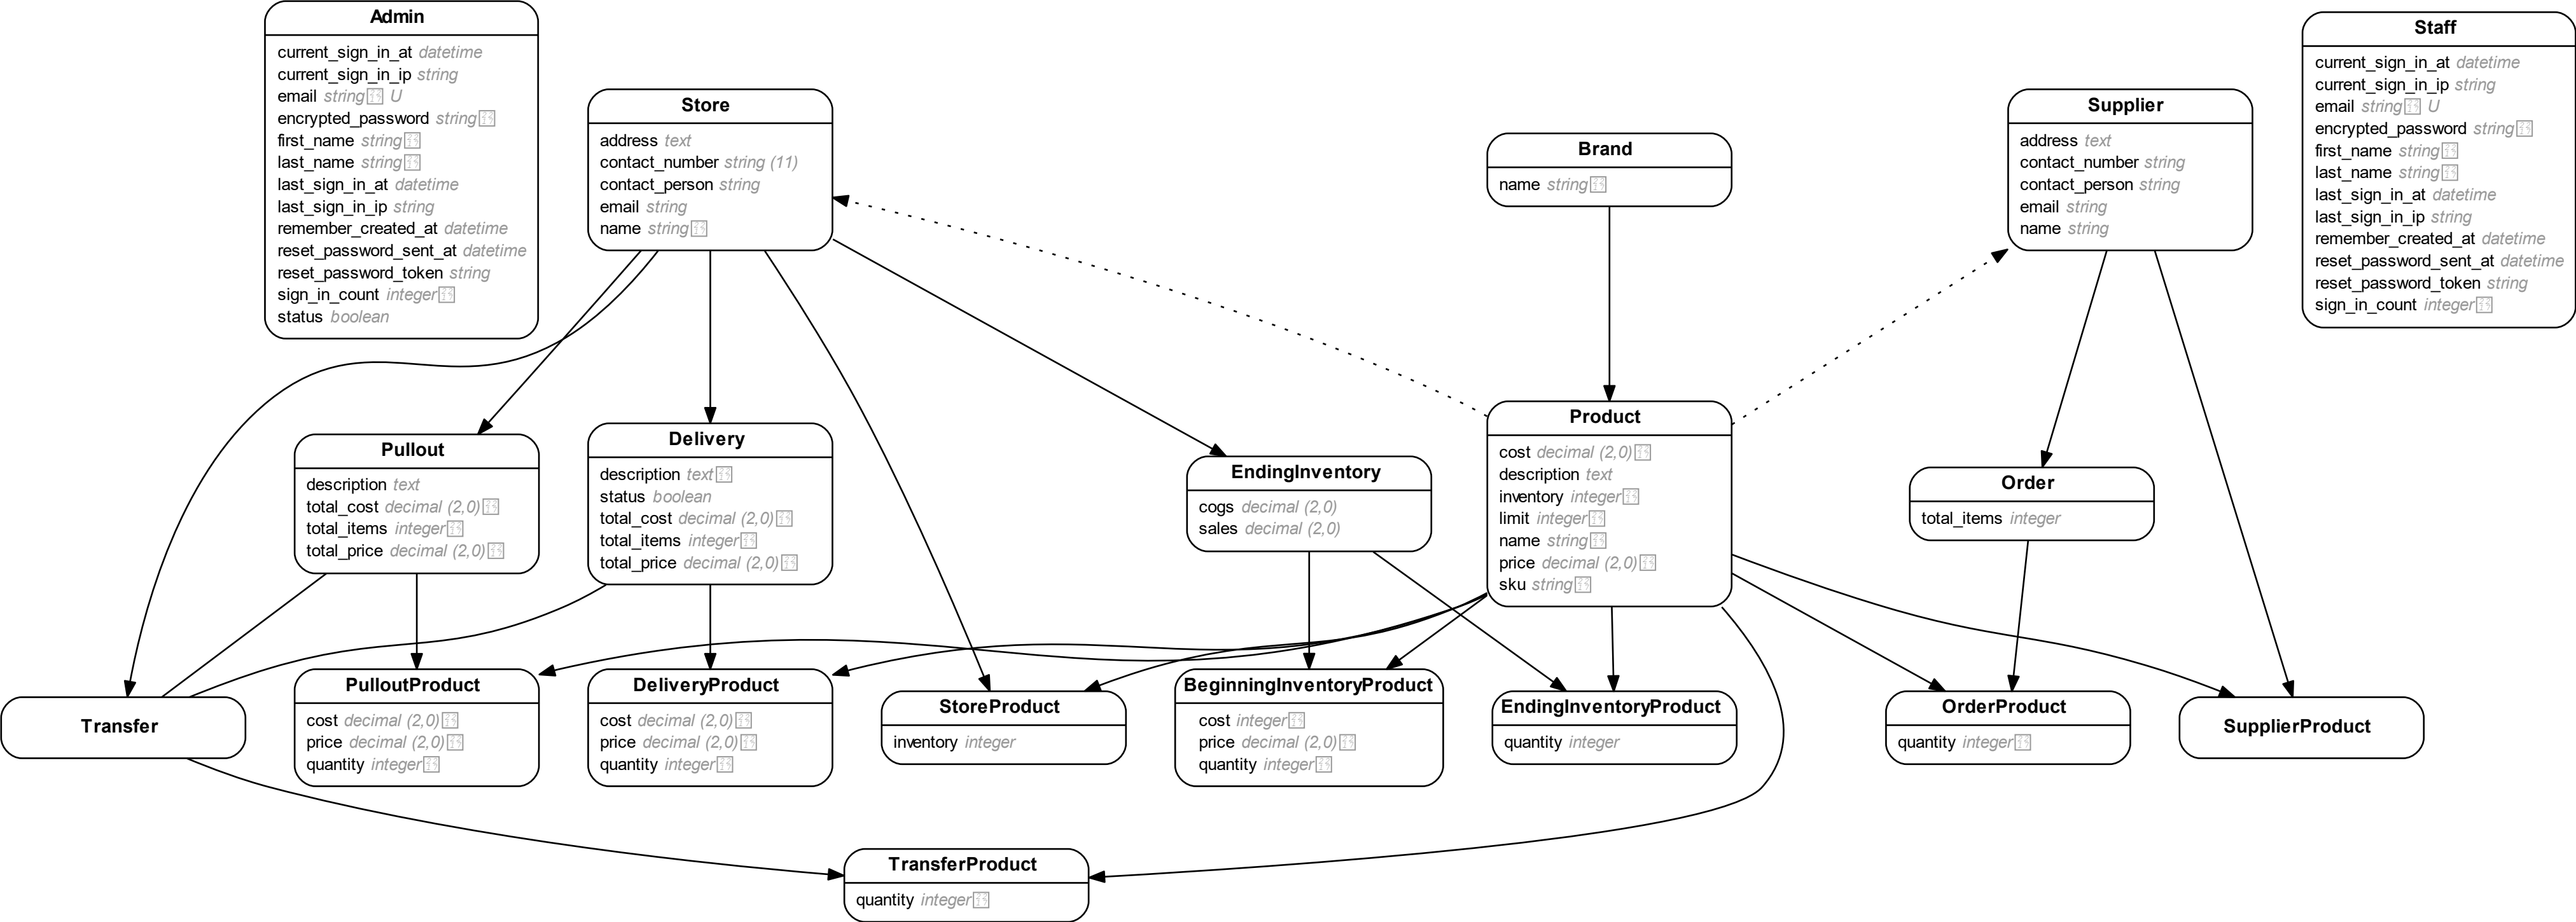 Admin
current_sign_in_at datetime
current_sign_in_ip string
email string U
encrypted_password string
first_name string
last_name string
last_sign_in_at datetime
last_sign_in_ip string
remember_created_at datetime
reset_password_sent_at datetime
reset_password_token string
sign_in_count integer
status boolean
Store
address text
contact_number string (11)
contact_person string
email string
name string
Brand
name string
Supplier
address text
contact_number string
contact_person string
email string
name string
Staff
current_sign_in_at datetime
current_sign_in_ip string
email string U
encrypted_password string
first_name string
last_name string
last_sign_in_at datetime
last_sign_in_ip string
remember_created_at datetime
reset_password_sent_at datetime
reset_password_token string
sign_in_count integer
Pullout
description text
total_cost decimal (2,0)
total_items integer
total_price decimal (2,0)
Delivery
description text
status boolean
total_cost decimal (2,0)
total_items integer
total_price decimal (2,0)
EndingInventory
cogs decimal (2,0)
sales decimal (2,0)
Product
cost decimal (2,0)
description text
inventory integer
limit integer
name string
price decimal (2,0)
sku string
Order
total_items integer
Transfer
PulloutProduct
cost decimal (2,0)
price decimal (2,0)
quantity integer
DeliveryProduct
cost decimal (2,0)
price decimal (2,0)
quantity integer
StoreProduct
inventory integer
BeginningInventoryProduct
cost integer
price decimal (2,0)
quantity integer
EndingInventoryProduct
quantity integer
OrderProduct
quantity integer
SupplierProduct
TransferProduct
quantity integer